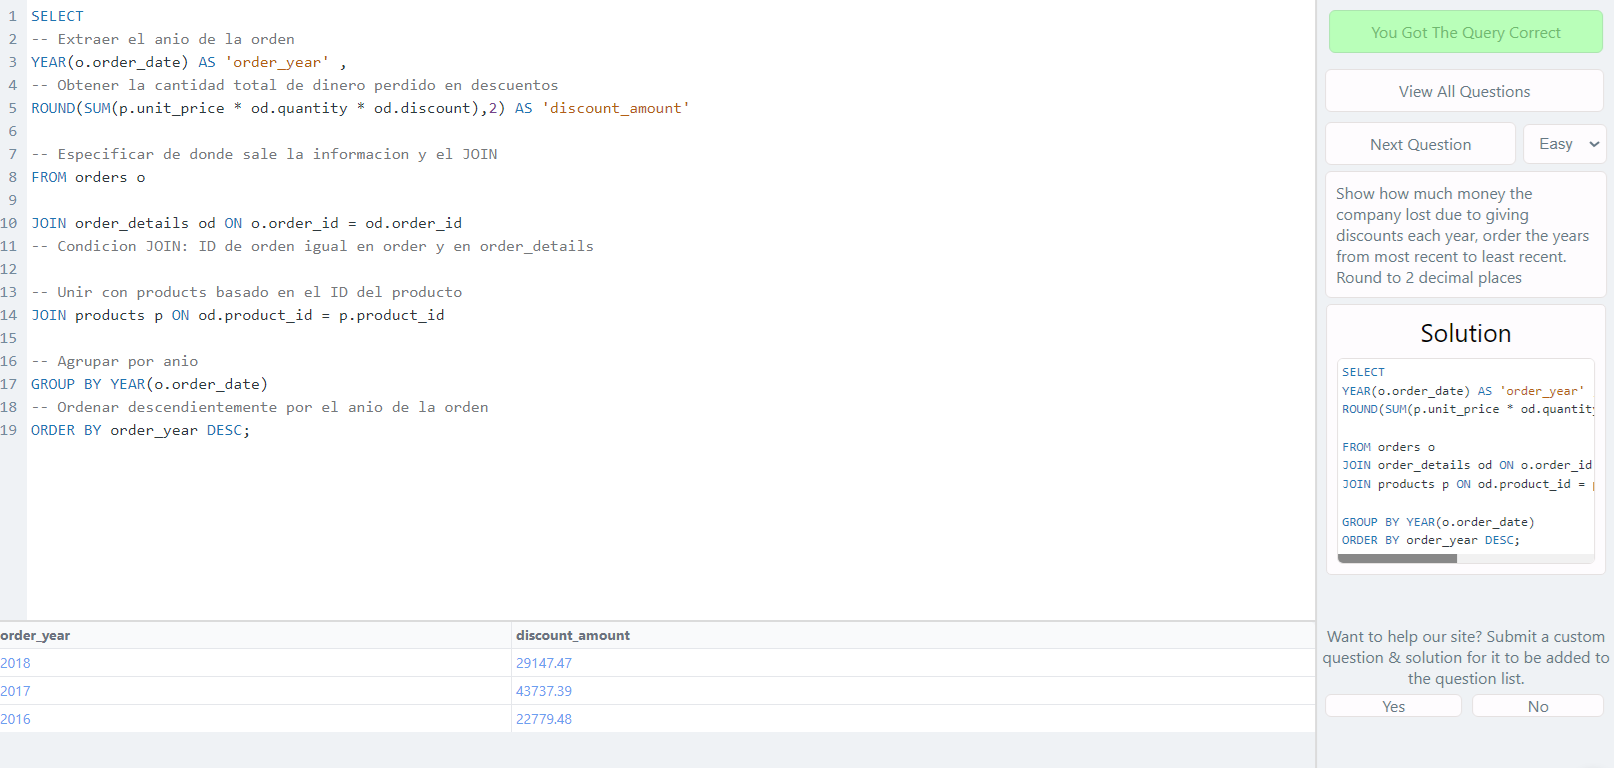 1 SELECT
2 -- Extraer el anio de la orden
3 YEAR(o.order_date) AS 'order_year' ,
4 -- Obtener la cantidad total de dinero perdido en descuentos
5 ROUND(SUM(p.unit_price * od.quantity * od.discount),2) AS 'discount_amount'
6
7 -- Especificar de donde sale la informacion y el JOIN
8 FROM orders o
9
10 JOIN order_details od ON o.order_id = od.order_id
11 -- Condicion JOIN: ID de orden igual en order y en order_details
12
13 -- Unir con products basado en el ID del producto
14 JOIN products p ON od.product_id = p.product_id
15
16 -- Agrupar por anio
17 GROUP BY YEAR(o.order_date)
18 -- Ordenar descendientemente por el anio de la orden
19 ORDER BY order_year DESC;
order_year discount_amount
2018 29147.47
2017 43737.39
2016 22779.48
You Got The Query Correct
View All Questions
Next Question Easy
Show how much money the
company lost due to giving
discounts each year, order the years
from most recent to least recent.
Round to 2 decimal places
Solution
SELECT
YEAR(o.order_date) AS 'order_year'
ROUND(SUM(p.unit_price * od.quantity
FROM orders o
JOIN order_details od ON o.order_id
JOIN products p ON od.product_id =
GROUP BY YEAR(o.order_date)
ORDER BY order_year DESC;
Want to help our site? Submit a custom
question & solution for it to be added to
the question list.
Yes No